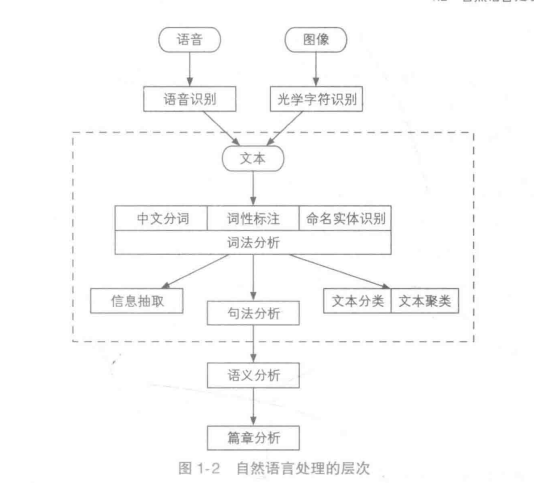 语音 图像
语音识别 光学字符识别
文本
中文分词 词性标注 命名实体识别
词法分析
信息抽取 句法分析 文本分类 文本聚类
语义分析
篇章分析
图 1-2 自然语言处理的层次